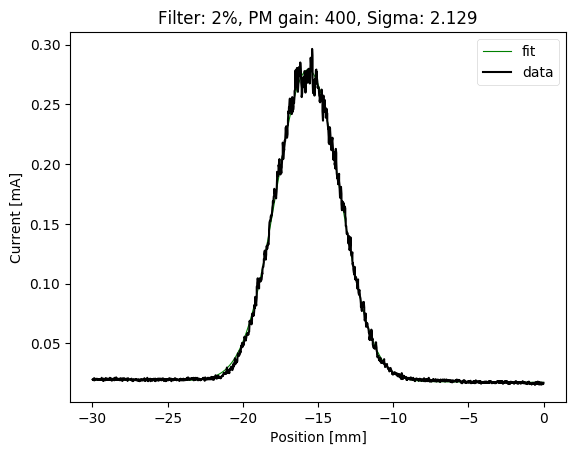 Filter: 2%, PM gain: 400, Sigma: 2.129
fit
data
0.30
0.25
0.20
0.15
0.10
0.05
Current [mA]
−30
−25
−20
−15
−10
−5
0
Position [mm]